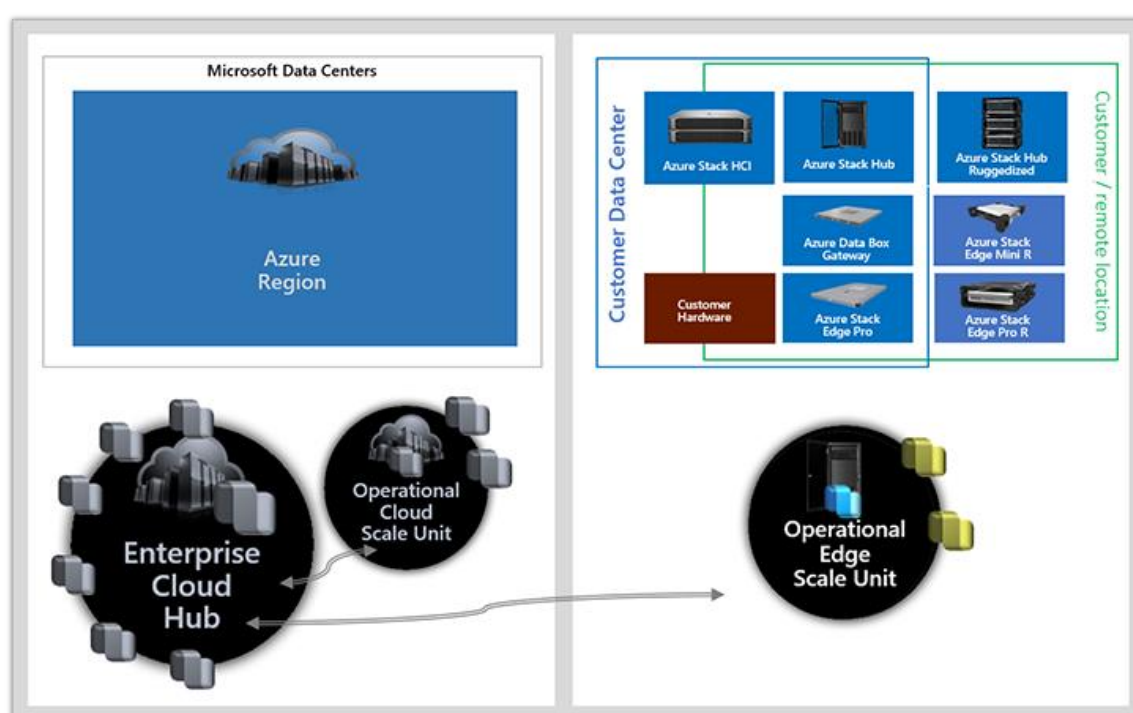 Microsoft Data Centers
Azure
Region
Customer Data Center
Azure Stack HCI
Azure Stack Hub
Azure Stack Hub
Ruggedized
Customer / remote location
Azure Data Box
Gateway
Azure Stack
Edge Mini R
Customer
Hardware
Azure Stack
Edge Pro
Azure Stack
Edge Pro R
Enterprise
Cloud
Hub
Operational
Cloud
Scale Unit
Operational
Edge
Scale Unit